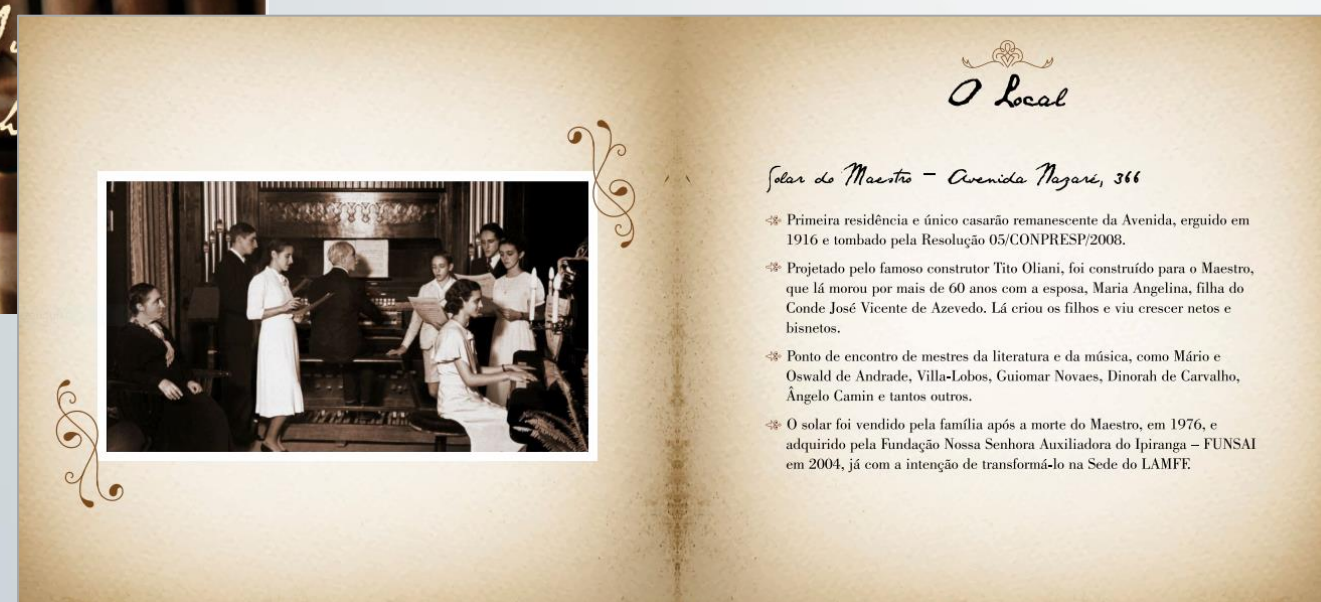 O Local
Solar do Maestro – Avenida Nazaré, 366
Primeira residência e único casarão remanescente da Avenida, erguido em
1916 e tombado pela Resolução 05/CONPRESP/2008.
Projetado pelo famoso construtor Tito Oliani, foi construído para o Maestro,
que lá morou por mais de 60 anos com a esposa, Maria Angelina, filha do
Conde José Vicente de Azevedo. Lá criou os filhos e viu crescer netos e
bisnetos.
Ponto de encontro de mestres da literatura e da música, como Mário e
Oswald de Andrade, Villa-Lobos, Guiomar Novaes, Dinorah de Carvalho,
Ângelo Camin e tantos outros.
O solar foi vendido pela família após a morte do Maestro, em 1976, e
adquirido pela Fundação Nossa Senhora Auxiliadora do Ipiranga – FUNSAI
em 2004, já com a intenção de transformá-lo na Sede do LAMFF.